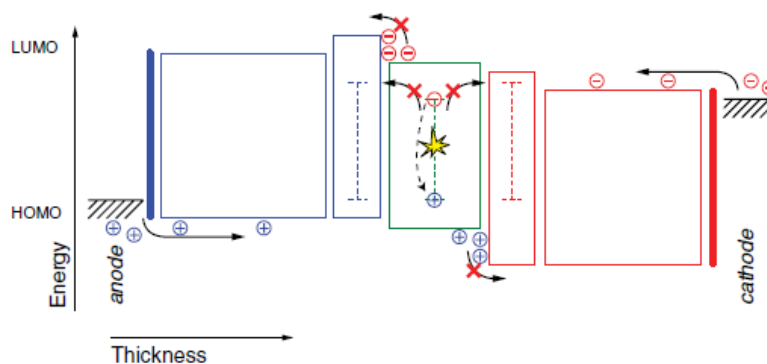 LUMO
HOMO
Energy
anode
cathode
Thickness